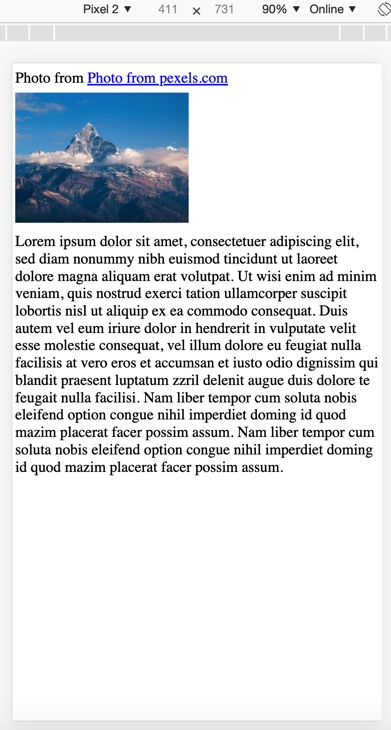 Pixel 2 ▼ 411 × 731 90% ▼ Online ▼
Photo from Photo from pexels.com
Lorem ipsum dolor sit amet, consectetuer adipiscing elit,
sed diam nonummy nibh euismod tincidunt ut laoreet
dolore magna aliquam erat volutpat. Ut wisi enim ad minim
veniam, quis nostrud exerci tation ullamcorper suscipit
lobortis nisl ut aliquip ex ea commodo consequat. Duis
autem vel eum iriure dolor in hendrerit in vulputate velit
esse molestie consequat, vel illum dolore eu feugiat nulla
facilisis at vero eros et accumsan et iusto odio dignissim qui
blandit praesent luptatum zzril delenit augue duis dolore te
feugait nulla facilisi. Nam liber tempor cum soluta nobis
eleifend option congue nihil imperdiet doming id quod
mazim placerat facer possim assum. Nam liber tempor cum
soluta nobis eleifend option congue nihil imperdiet doming
id quod mazim placerat facer possim assum.